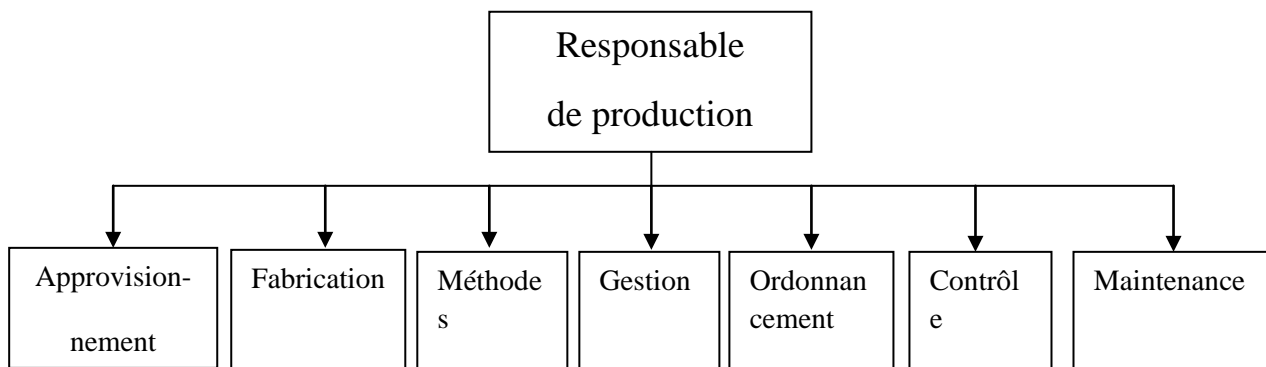 Responsable
de production
Approvision-
nement
Fabrication
Méthode
s
Gestion
Ordonnan
cement
Contrôl
e
Maintenance